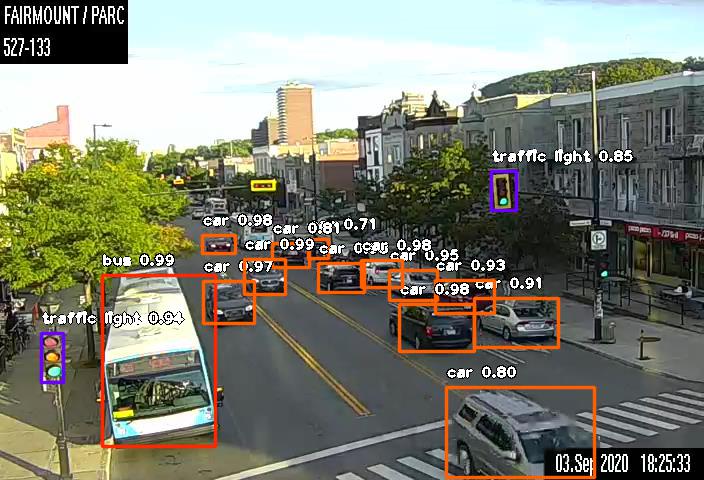 FAIRMOUNT / PARC
527-133
traffic light 0.85
car 0.98
car 0.81
0.71
car 0.99
car 0.98
car 0.95
car 0.97
car 0.93
bus 0.99
car 0.98
car 0.91
traffic light 0.94
car 0.80
03.Sep 2020 18:25:33